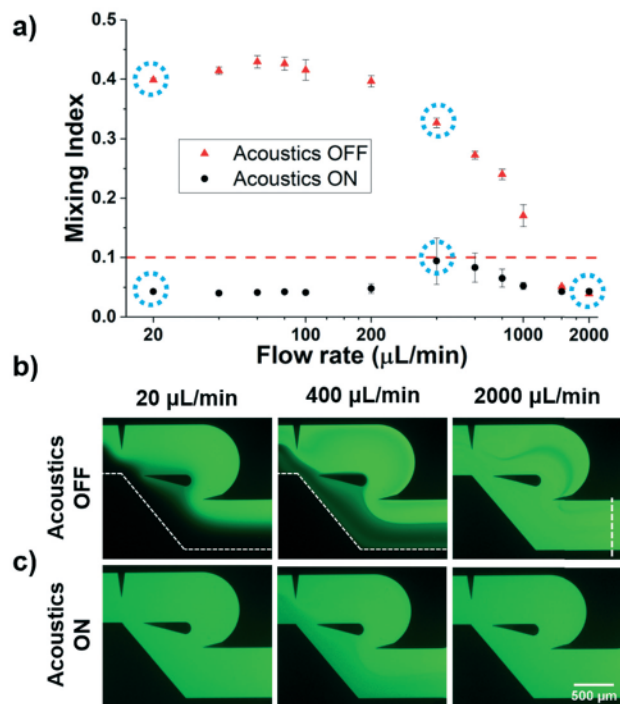 a)
0.5
0.4
0.3
0.2
0.1
0.0
Mixing Index
Acoustics OFF
Acoustics ON
20
100
200
1000
2000
Flow rate (μL/min)
b)
20 μL/min
400 μL/min
2000 μL/min
Acoustics
OFF
c)
Acoustics
ON
500 μm